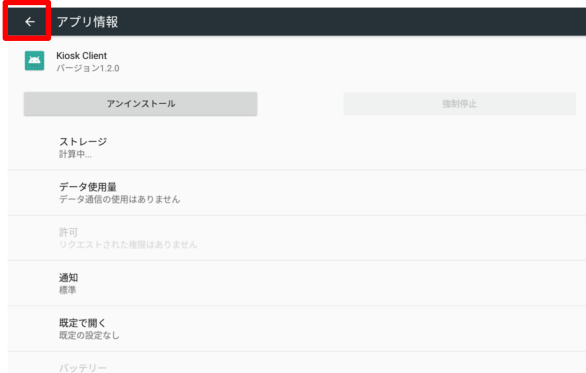 アプリ情報
Kiosk Client
バージョン1.2.0
アンインストール
強制停止
ストレージ
計算中...
データ使用量
データ通信の使用はありません
許可
リクエストされた権限はありません
通知
標準
既定で開く
既定の設定なし
バッテリー